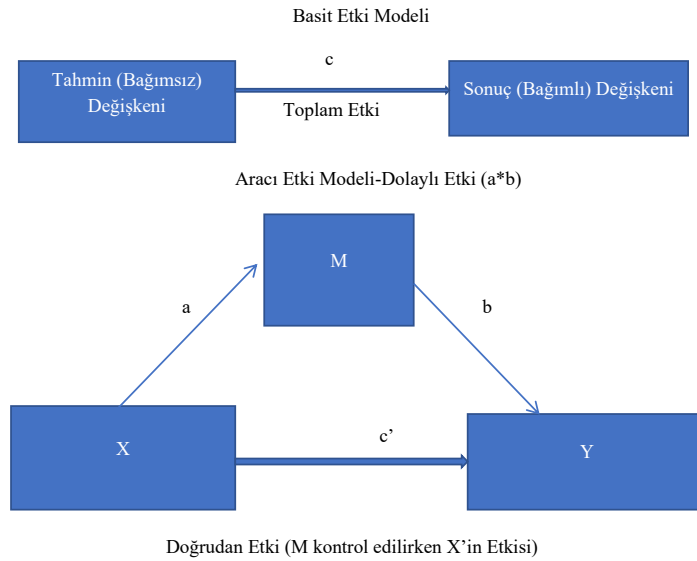 Basit Etki Modeli
c
Tahmin (Bağımsız)
Değişkeni
Sonuç (Bağımlı) Değişkeni
Toplam Etki
Aracı Etki Modeli-Dolaylı Etki (a*b)
M
a
b
X
c’
Y
Doğrudan Etki (M kontrol edilirken X’in Etkisi)